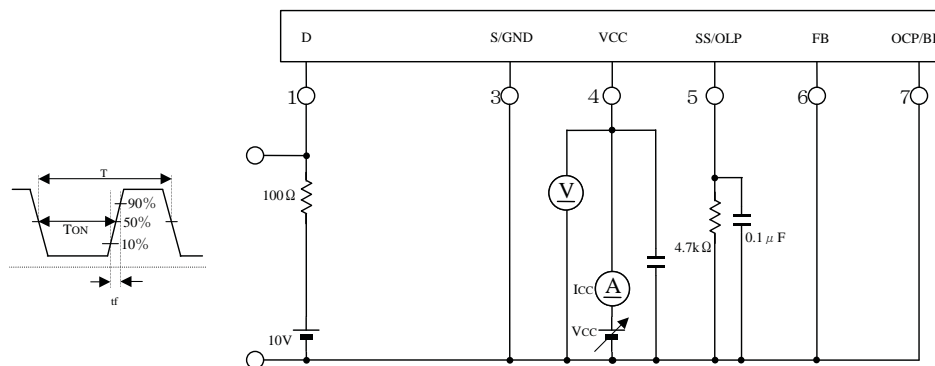 D S/GND VCC SS/OLP FB OCP/BD
1 3 4 5 6 7
T
90%
TON 50%
10%
tf
100Ω
V
4.7kΩ
0.1μF
ICC A
VCC
10V